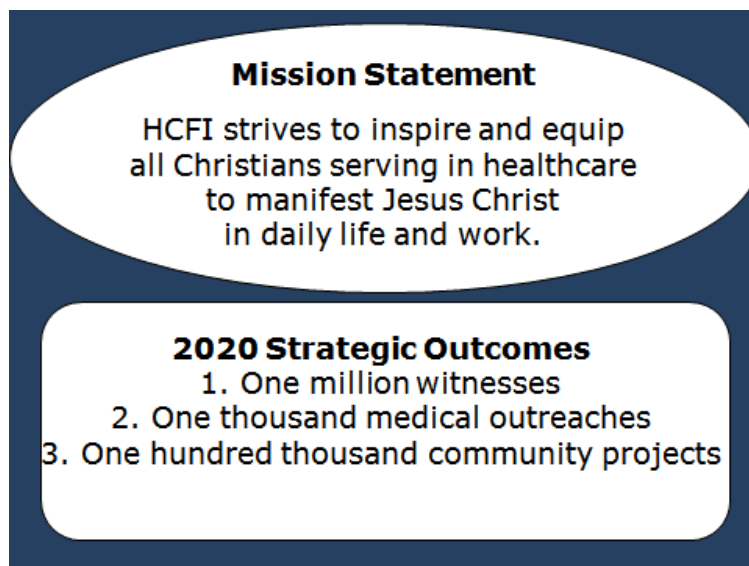 Mission Statement
HCFI strives to inspire and equip
all Christians serving in healthcare
to manifest Jesus Christ
in daily life and work.
2020 Strategic Outcomes
1. One million witnesses
2. One thousand medical outreaches
3. One hundred thousand community projects